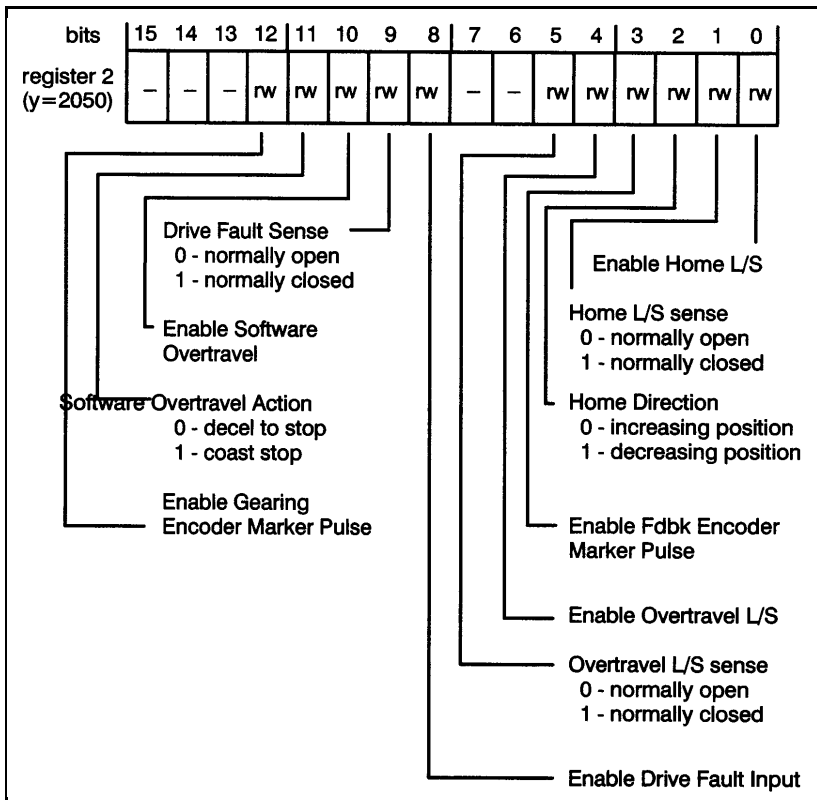 bits 15 14 13 12 11 10 9 8 7 6 5 4 3 2 1 0
register 2
(y=2050)
– – – rw rw rw rw rw – – rw rw rw rw rw rw
Drive Fault Sense
0 - normally open
1 - normally closed
Enable Software
Overtravel
Software Overtravel Action
0 - decel to stop
1 - coast stop
Enable Gearing
Encoder Marker Pulse
Enable Home L/S
Home L/S sense
0 - normally open
1 - normally closed
Home Direction
0 - increasing position
1 - decreasing position
Enable Fdbk Encoder
Marker Pulse
Enable Overtravel L/S
Overtravel L/S sense
0 - normally open
1 - normally closed
Enable Drive Fault Input